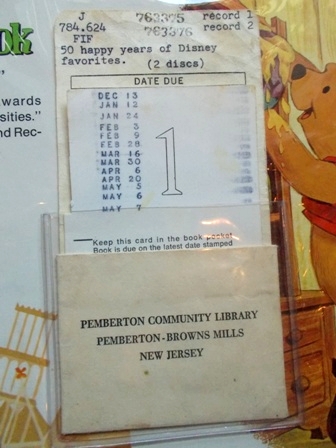 ok
"
wards
sities."
nd Rec-
J 763375 record 1
784.624 763376 record 2
FIF
50 happy years of Disney
favorites. (2 discs)
DATE DUE
DEC 13
JAN 12
JAN 24
FEB 3
FEB 9
FEB 28
MAR 16
MAR 30
APR 6
APR 20
MAY 5
MAY 6
MAY 7
1
Keep this card in the book pocket
Book is due on the latest date stamped
PEMBERTON COMMUNITY LIBRARY
PEMBERTON-BROWNS MILLS
NEW JERSEY